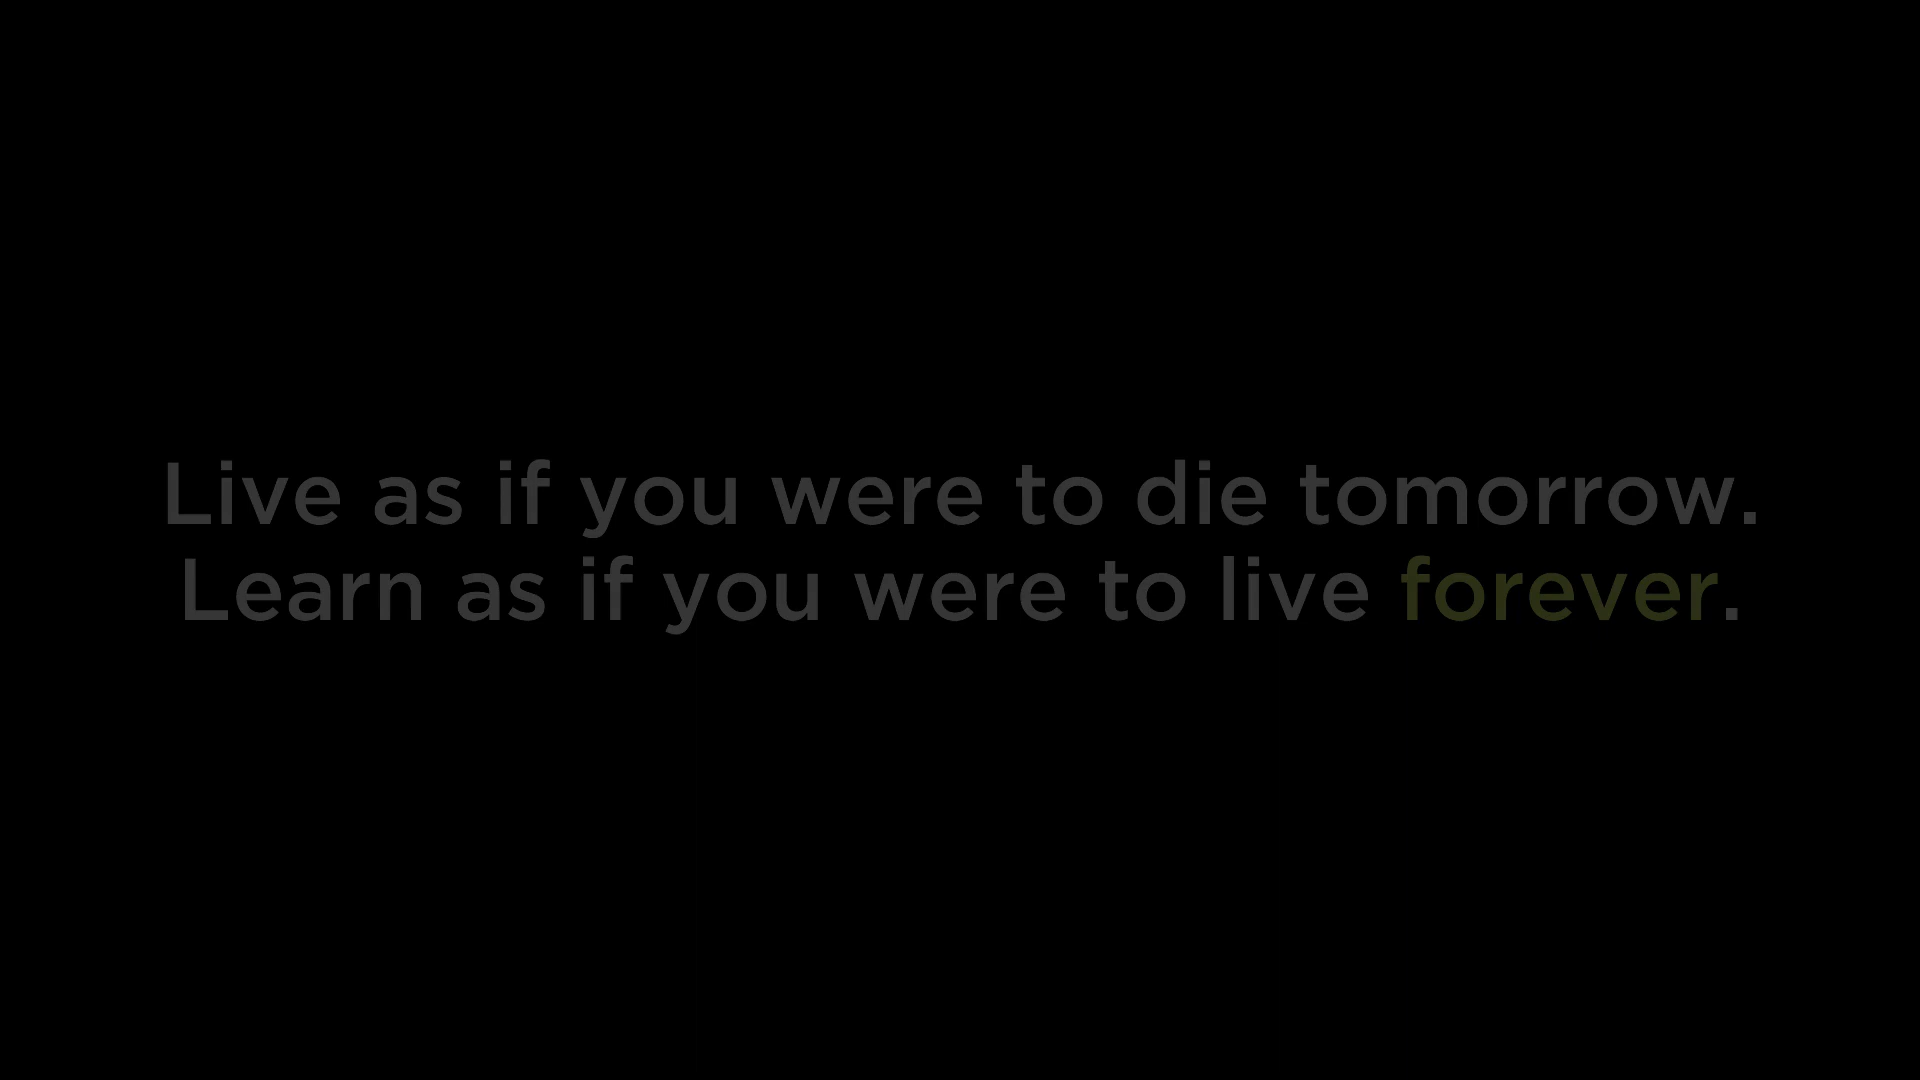 Live as if you were to die tomorrow.
Learn as if you were to live forever.